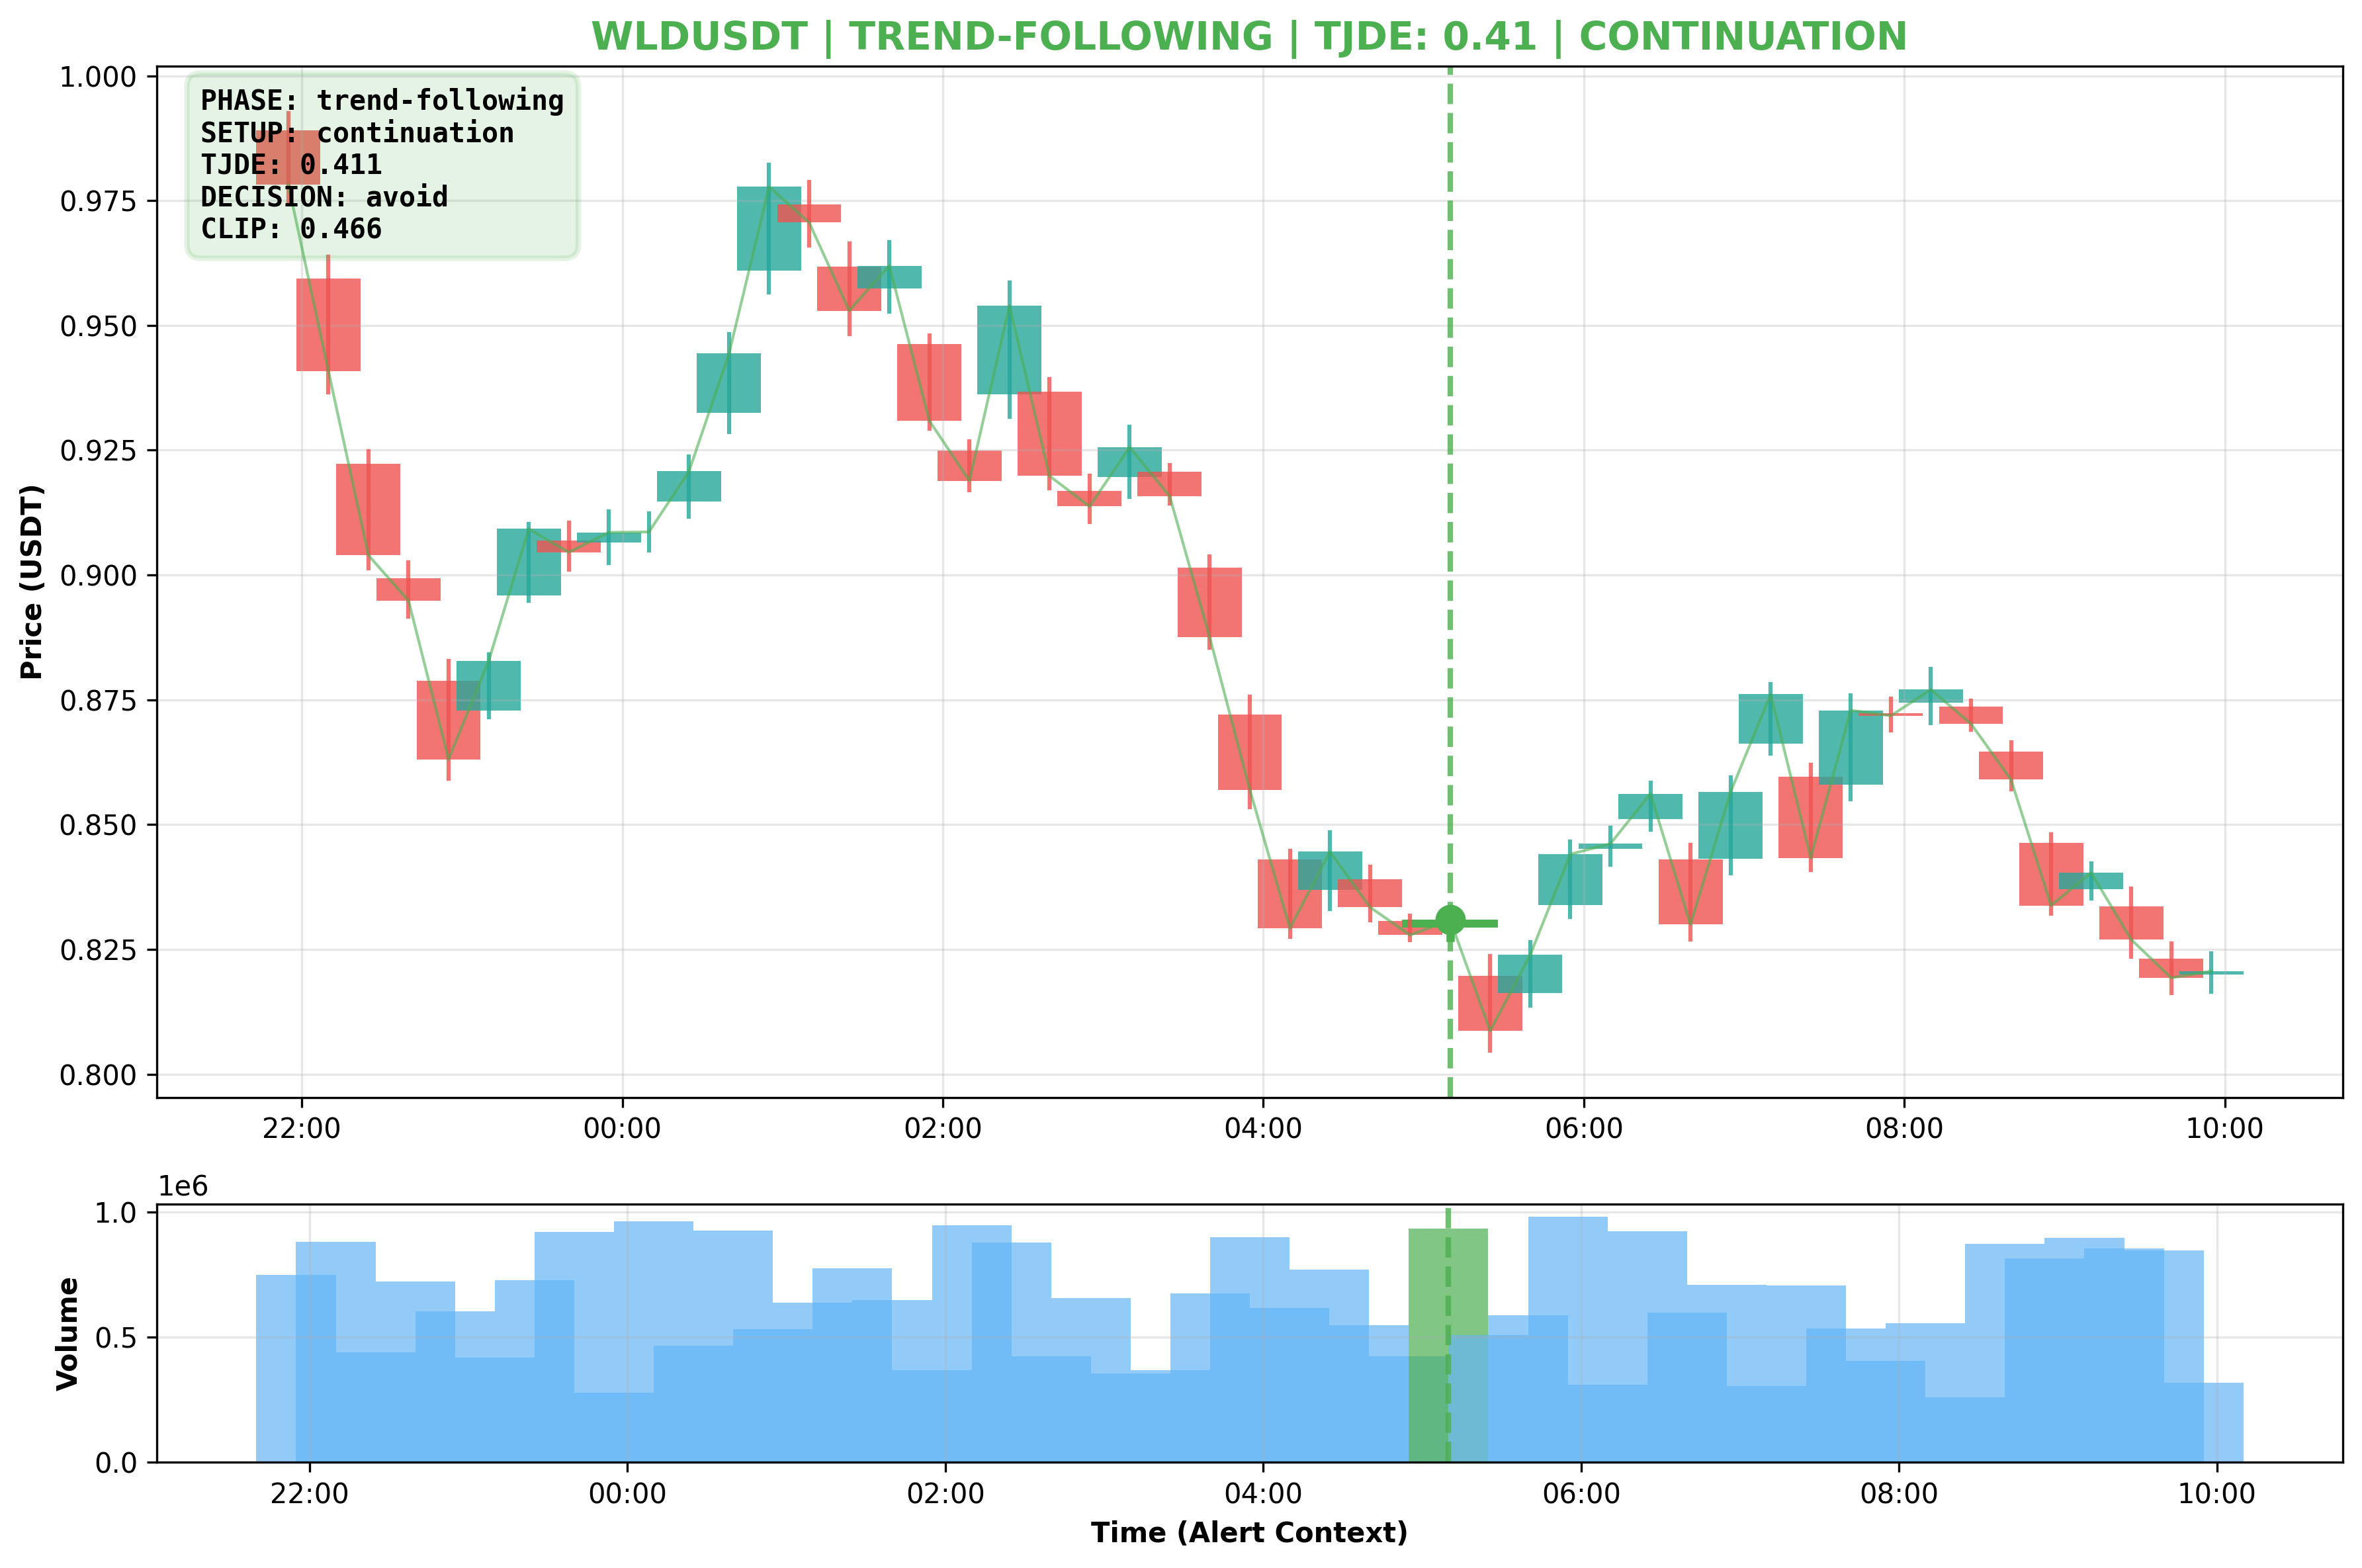 WLDUSDT | TREND-FOLLOWING | TJDE: 0.41 | CONTINUATION
PHASE: trend-following
SETUP: continuation
TJDE: 0.411
DECISION: avoid
CLIP: 0.466
Price (USDT)
1.000
0.975
0.950
0.925
0.900
0.875
0.850
0.825
0.800
22:00 00:00 02:00 04:00 06:00 08:00 10:00
1e6
Volume
1.0
0.5
0.0
22:00 00:00 02:00 04:00 06:00 08:00 10:00
Time (Alert Context)